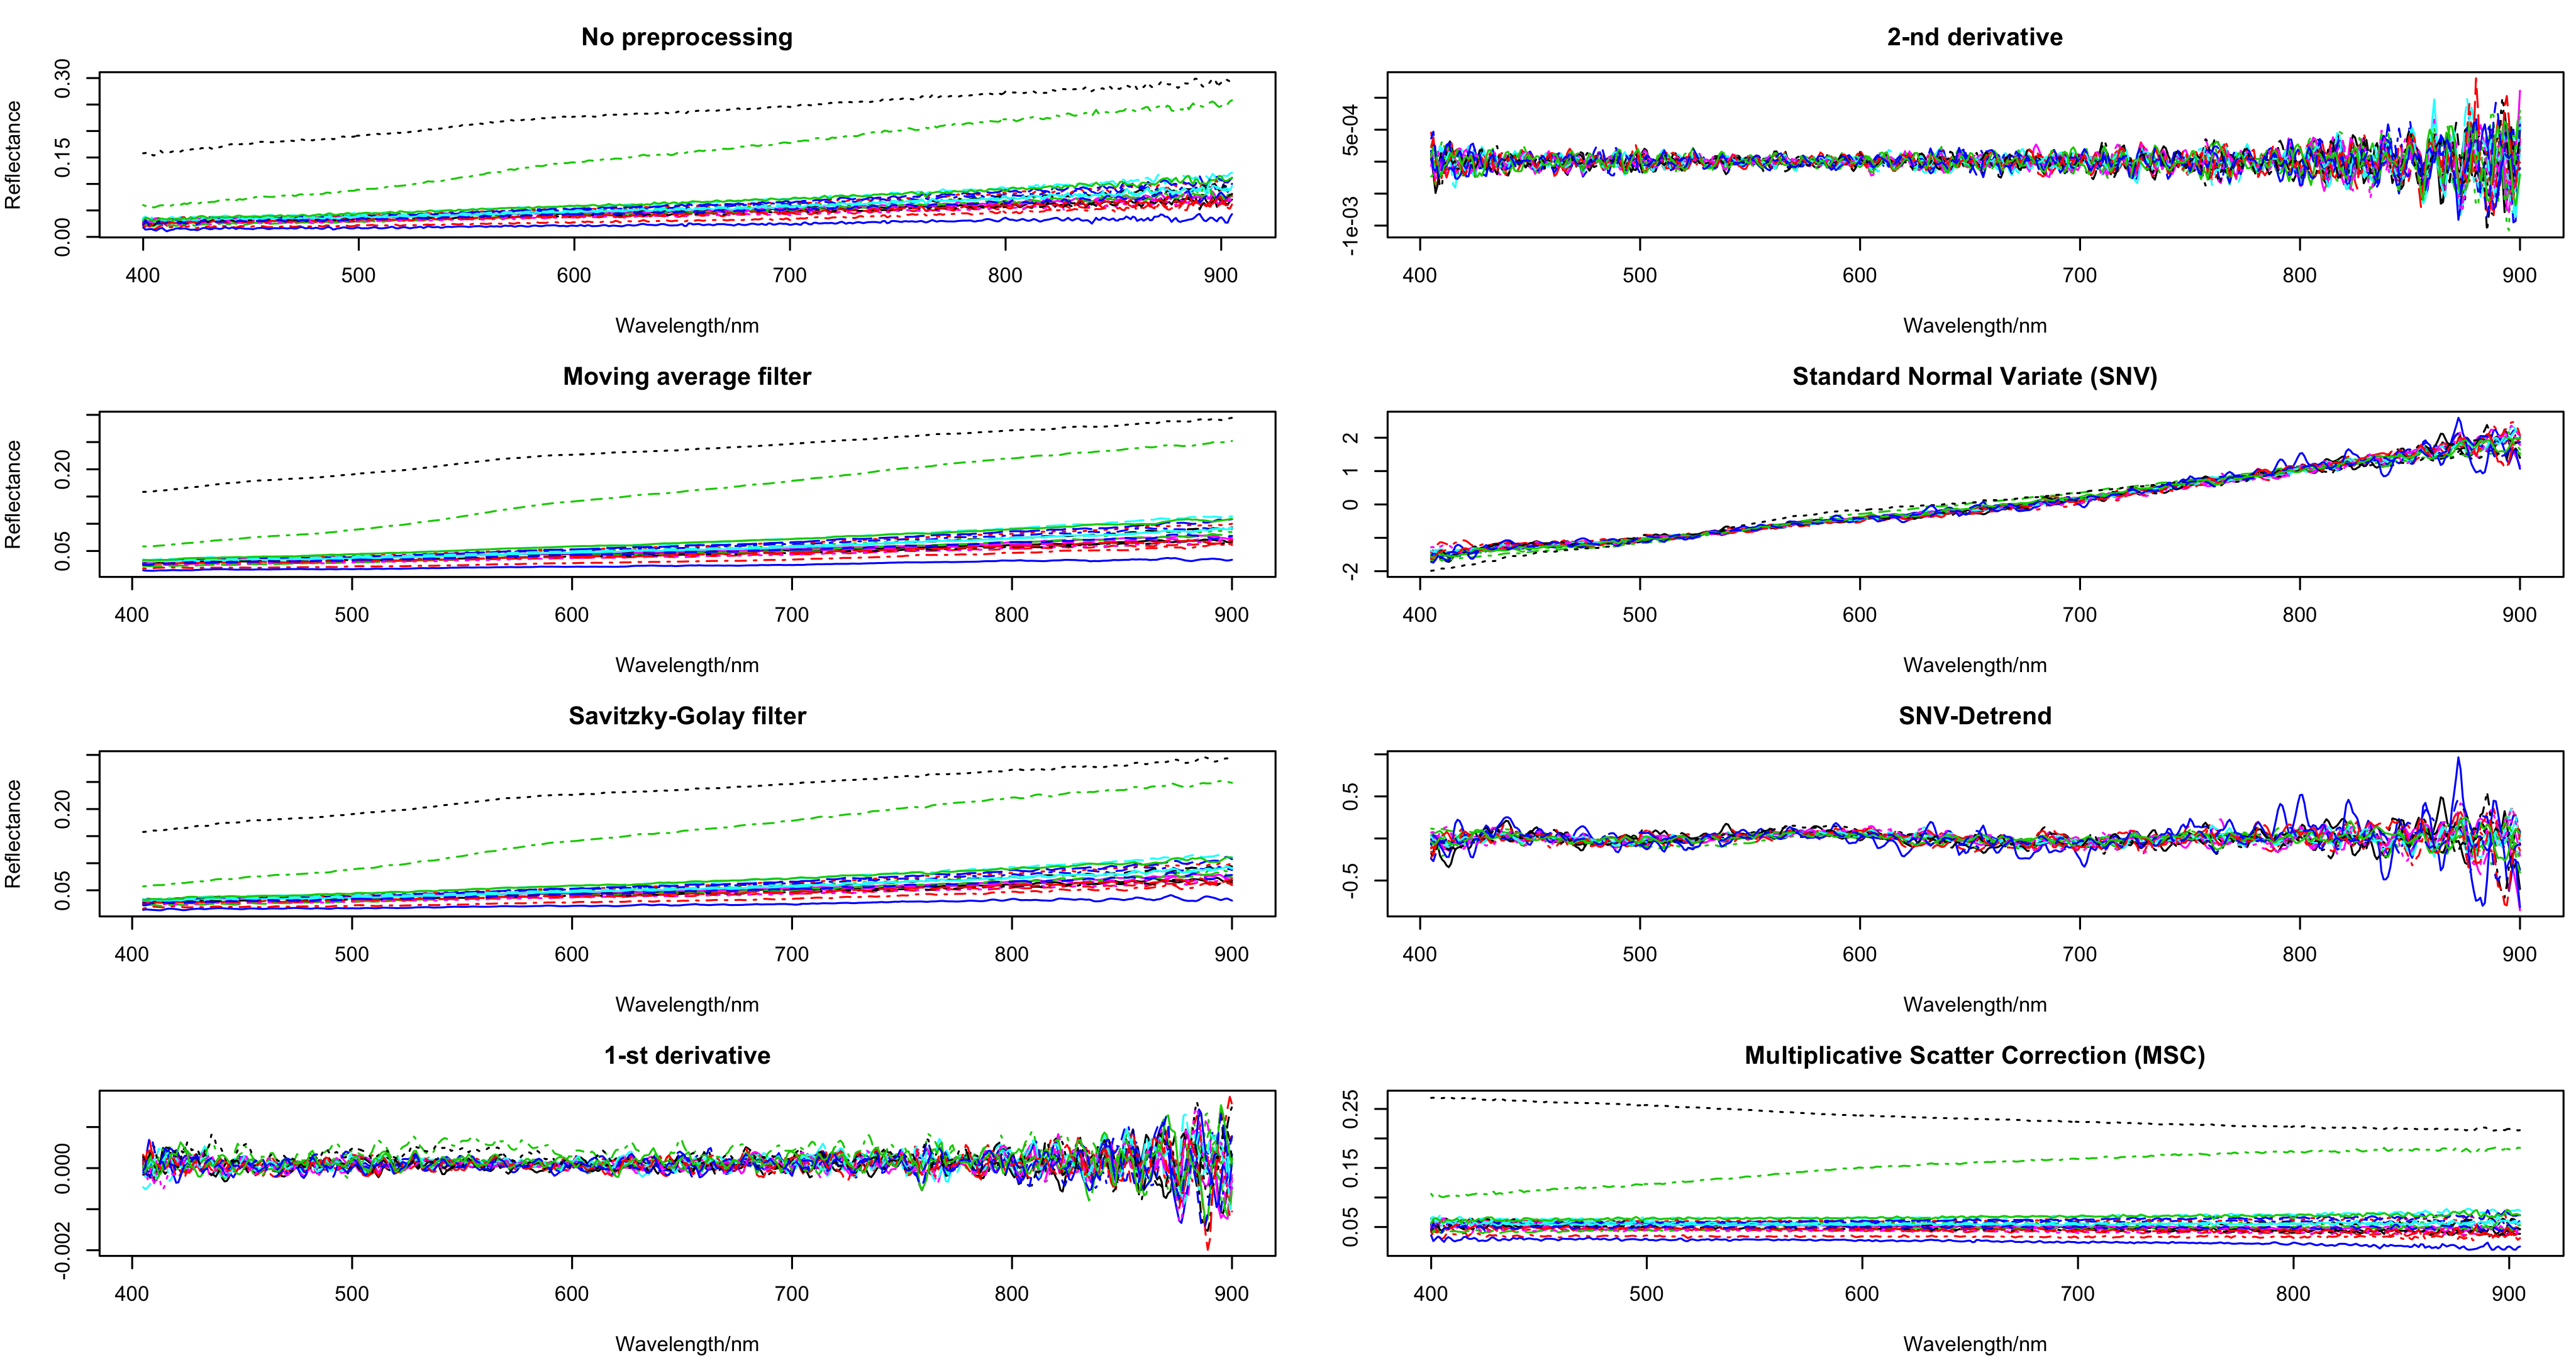 No preprocessing
Reflectance
0.00 0.15 0.30
400 500 600 700 800 900
Wavelength/nm
2-nd derivative
-1e-03 5e-04
400 500 600 700 800 900
Wavelength/nm
Moving average filter
Reflectance
0.05 0.20
400 500 600 700 800 900
Wavelength/nm
Standard Normal Variate (SNV)
-2 0 1 2
400 500 600 700 800 900
Wavelength/nm
Savitzky-Golay filter
Reflectance
0.05 0.20
400 500 600 700 800 900
Wavelength/nm
SNV-Detrend
-0.5 0.5
400 500 600 700 800 900
Wavelength/nm
1-st derivative
-0.002 0.000
400 500 600 700 800 900
Wavelength/nm
Multiplicative Scatter Correction (MSC)
0.05 0.15 0.25
400 500 600 700 800 900
Wavelength/nm